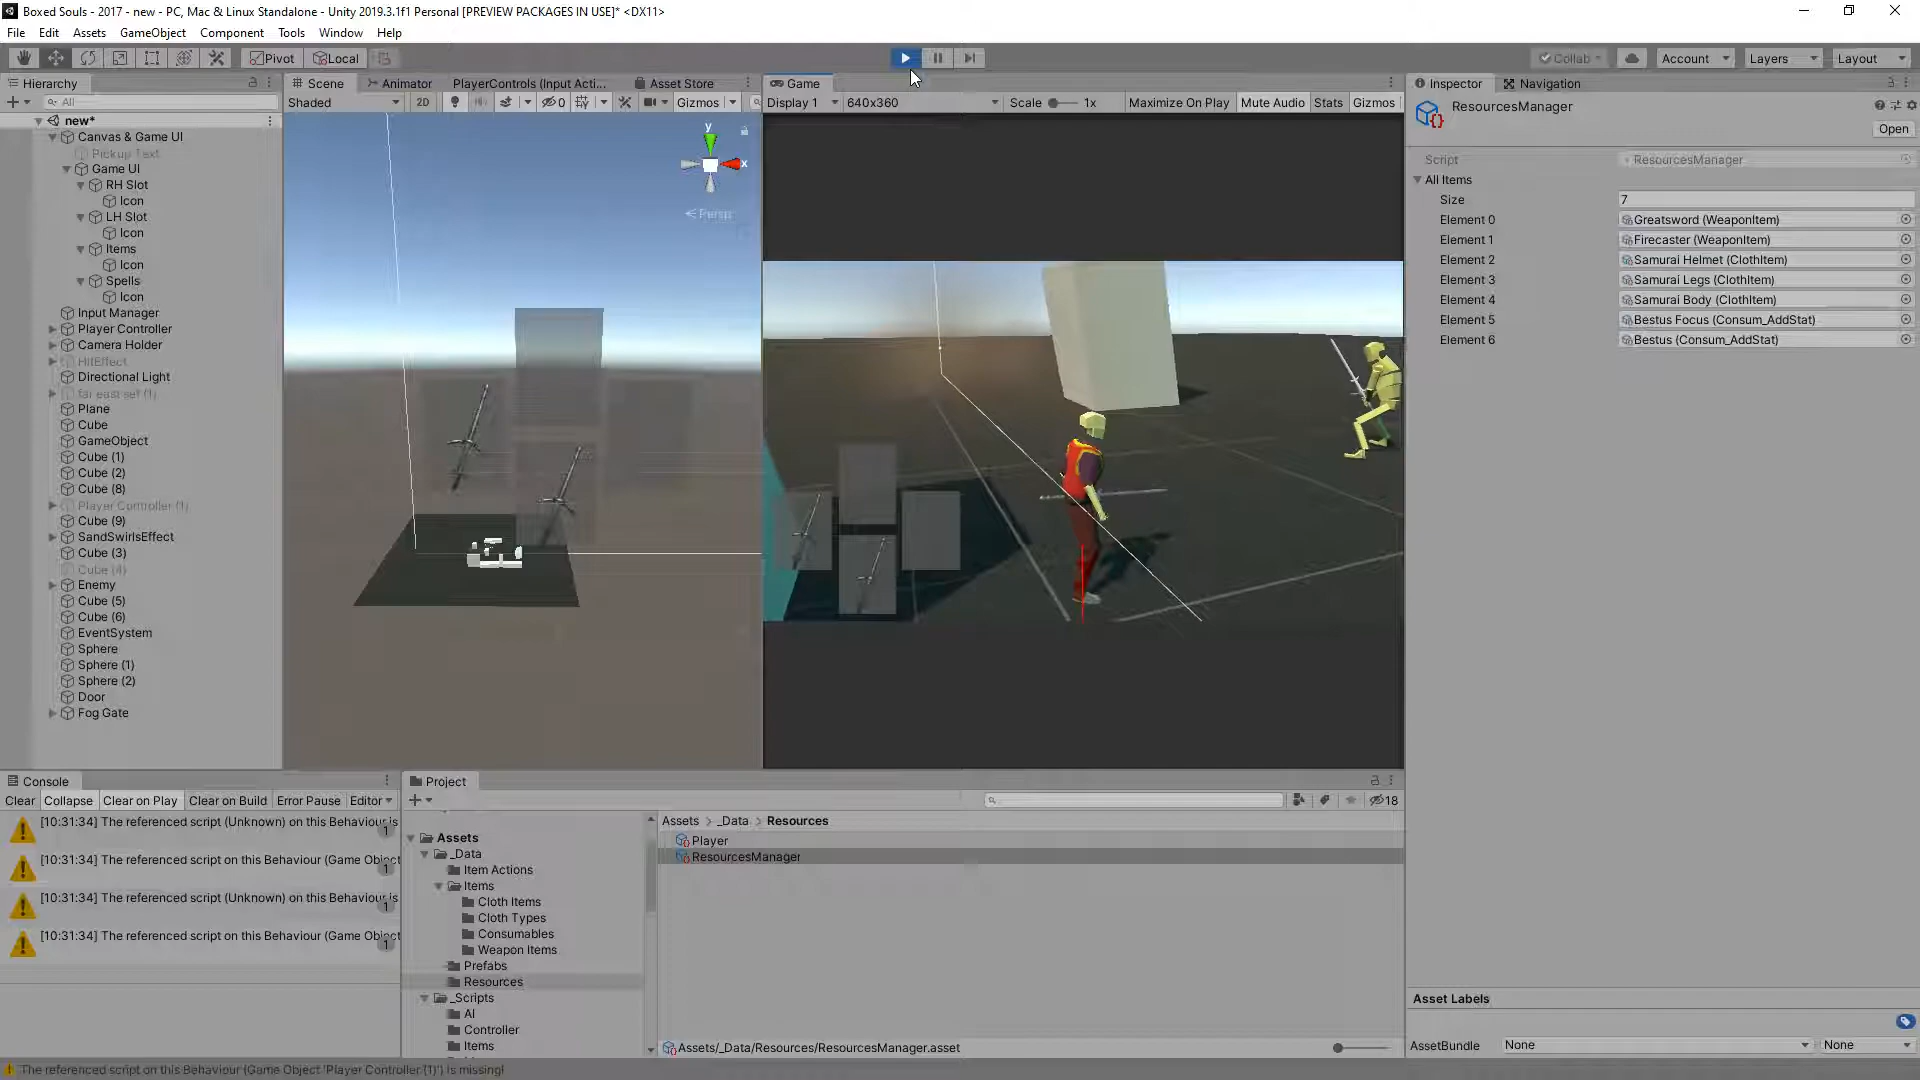 Boxed Souls - 2017 - new - PC, Mac & Linux Standalone - Unity 2019.3.1f1 Personal [PREVIEW PACKAGES IN USE]* <DX11>
File Edit Assets GameObject Component Tools Window Help
Pivot Local Collab Account Layers Layout
Hierarchy Scene Animator PlayerControls (Input Acti... Asset Store Game Inspector Navigation
All Shaded 2D 0 Gizmos Display 1 640x360 Scale 1x Maximize On Play Mute Audio Stats Gizmos
ResourcesManager
Open
new*
Canvas & Game UI
Pickup Text
Game UI
RH Slot
Icon
LH Slot
Icon
Items
Icon
Spells
Icon
Input Manager
Player Controller
Camera Holder
HitEffect
Directional Light
far east set (1)
Plane
Cube
GameObject
Cube (1)
Cube (2)
Cube (8)
Player Controller (1)
Cube (9)
SandSwirlsEffect
Cube (3)
Cube (4)
Enemy
Cube (5)
Cube (6)
EventSystem
Sphere
Sphere (1)
Sphere (2)
Door
Fog Gate
y
x
Persp
Script ResourcesManager
All Items
Size 7
Element 0 Greatsword (WeaponItem)
Element 1 Firecaster (WeaponItem)
Element 2 Samurai Helmet (ClothItem)
Element 3 Samurai Legs (ClothItem)
Element 4 Samurai Body (ClothItem)
Element 5 Bestus Focus (Consum_AddStat)
Element 6 Bestus (Consum_AddStat)
Console
Clear Collapse Clear on Play Clear on Build Error Pause Editor
[10:31:34] The referenced script (Unknown) on this Behaviour is
1
[10:31:34] The referenced script on this Behaviour (Game Object
1
[10:31:34] The referenced script (Unknown) on this Behaviour is
1
[10:31:34] The referenced script on this Behaviour (Game Object
1
Project
18
Assets
_Data
Item Actions
Items
Cloth Items
Cloth Types
Consumables
Weapon Items
Prefabs
Resources
_Scripts
AI
Controller
Items
Assets > _Data > Resources
Player
ResourcesManager
Assets/_Data/Resources/ResourcesManager.asset
Asset Labels
AssetBundle None None
The referenced script on this Behaviour (Game Object 'Player Controller (1)') is missing!